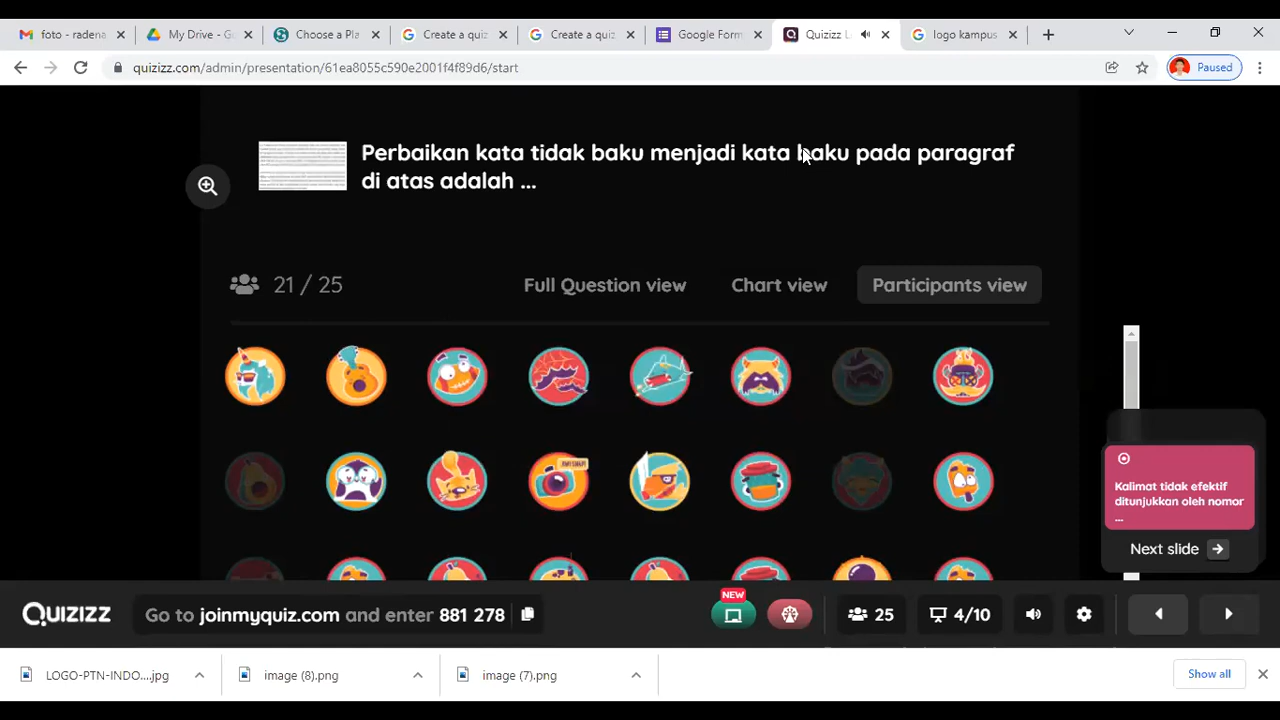 foto - radena
My Drive - Go
Choose a Pla
Create a quiz
Create a quiz
Google Form
Quizizz L
logo kampus
quizizz.com/admin/presentation/61ea8055c590e2001f4f89d6/start
Paused
Perbaikan kata tidak baku menjadi kata baku pada paragraf
di atas adalah ...
21 / 25
Full Question view
Chart view
Participants view
Kalimat tidak efektif
ditunjukkan oleh nomor
...
Next slide
Quizizz
Go to joinmyquiz.com and enter 881 278
NEW
25
4/10
LOGO-PTN-INDO....jpg
image (8).png
image (7).png
Show all